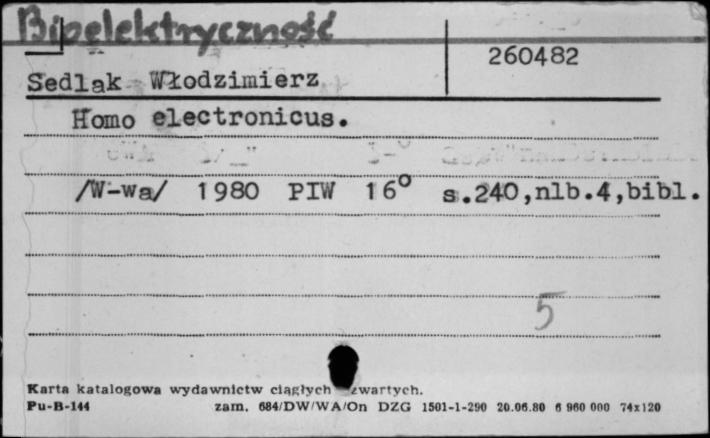 Bioelektryczność
260482
Sedlak Włodzimierz
Homo electronicus.
/W-wa/ 1980 PIW 16° s.240,nlb.4,bibl.
5
Karta katalogowa wydawnictw ciągłych zwartych.
Pu-B-144 zam. 684/DW/WA/On DZG 1501-1-290 20.06.80 6 960 000 74x120